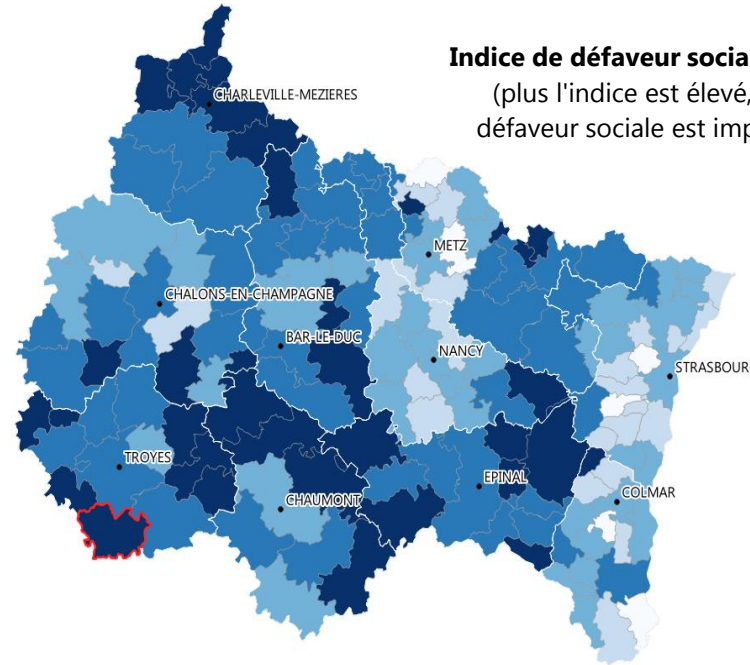 Indice de défaveur socia
(plus l'indice est élevé,
défaveur sociale est imp
CHARLEVILLE-MEZIERES
METZ
CHALONS-EN-CHAMPAGNE
BAR-LE-DUC
NANCY
STRASBOUR
TROYES
EPINAL
COLMAR
CHAUMONT